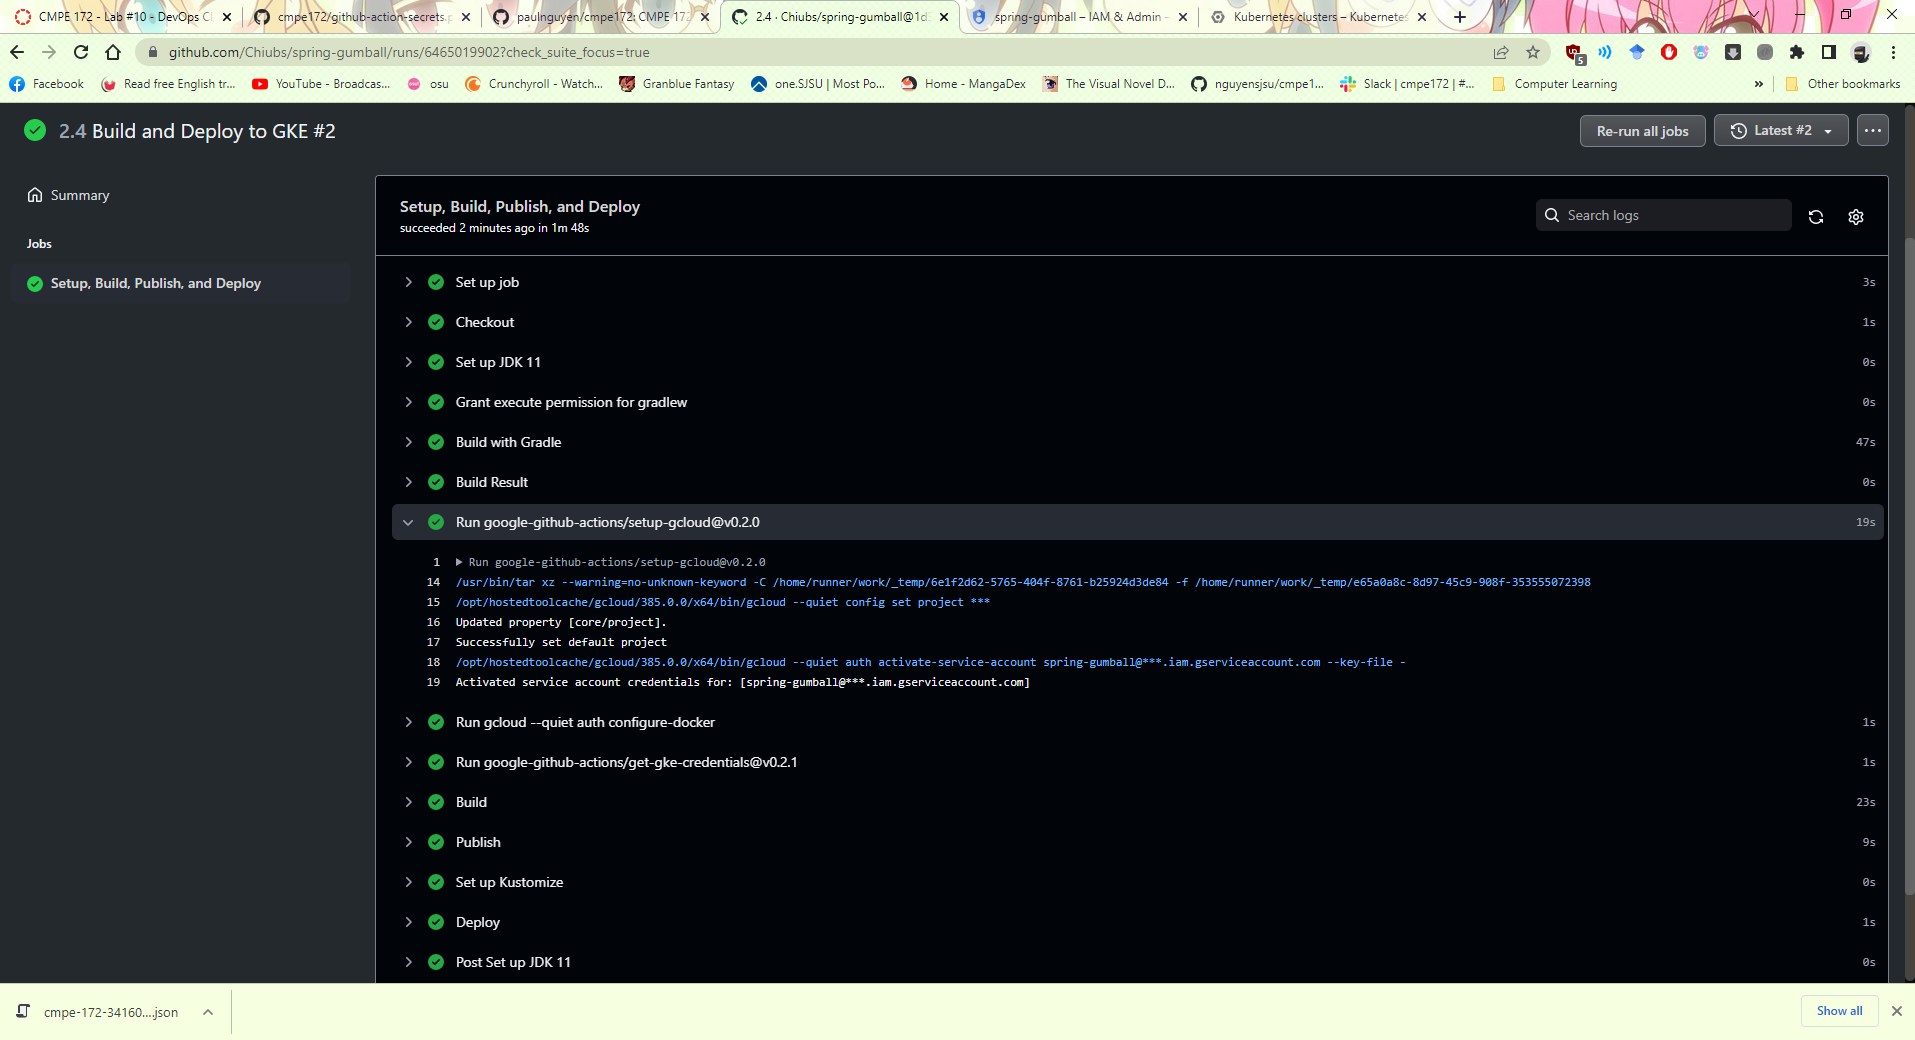 CMPE 172 - Lab #10 - DevOps CI
cmpe172/github-action-secrets.p
paulnguyen/cmpe172: CMPE 172
2.4 · Chiubs/spring-gumball@1d
spring-gumball – IAM & Admin –
Kubernetes clusters – Kubernete
github.com/Chiubs/spring-gumball/runs/6465019902?check_suite_focus=true
5
Facebook
Read free English tr...
YouTube - Broadcas...
osu
Crunchyroll - Watch...
Granblue Fantasy
one.SJSU | Most Po...
Home - MangaDex
The Visual Novel D...
nguyensjsu/cmpe1...
Slack | cmpe172 | #...
Computer Learning
»
Other bookmarks
2.4 Build and Deploy to GKE #2
Re-run all jobs
Latest #2
Summary
Jobs
Setup, Build, Publish, and Deploy
Setup, Build, Publish, and Deploy
succeeded 2 minutes ago in 1m 48s
Search logs
Set up job 3s
Checkout 1s
Set up JDK 11 0s
Grant execute permission for gradlew 0s
Build with Gradle 47s
Build Result 0s
Run google-github-actions/setup-gcloud@v0.2.0 19s
1 Run google-github-actions/setup-gcloud@v0.2.0
14 /usr/bin/tar xz --warning=no-unknown-keyword -C /home/runner/work/_temp/6e1f2d62-5765-404f-8761-b25924d3de84 -f /home/runner/work/_temp/e65a0a8c-8d97-45c9-908f-353555072398
15 /opt/hostedtoolcache/gcloud/385.0.0/x64/bin/gcloud --quiet config set project ***
16 Updated property [core/project].
17 Successfully set default project
18 /opt/hostedtoolcache/gcloud/385.0.0/x64/bin/gcloud --quiet auth activate-service-account spring-gumball@***.iam.gserviceaccount.com --key-file -
19 Activated service account credentials for: [spring-gumball@***.iam.gserviceaccount.com]
Run gcloud --quiet auth configure-docker 1s
Run google-github-actions/get-gke-credentials@v0.2.1 1s
Build 23s
Publish 9s
Set up Kustomize 0s
Deploy 1s
Post Set up JDK 11 0s
cmpe-172-34160....json
Show all